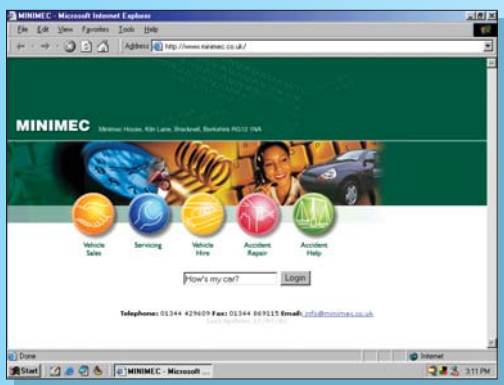 MINIMEC - Microsoft Internet Explorer
File Edit View Favorites Tools Help
Address http://www.minimec.co.uk/
MINIMEC Minimec House, Kiln Lane, Bracknell, Berkshire RG12 1NA
Vehicle Sales
Servicing
Vehicle Hire
Accident Repair
Accident Help
How's my car? Login
Telephone: 01344 429609 Fax: 01344 869115 Email: info@minimec.co.uk
Done Internet
Start MINIMEC - Microsoft ... 3:11 PM